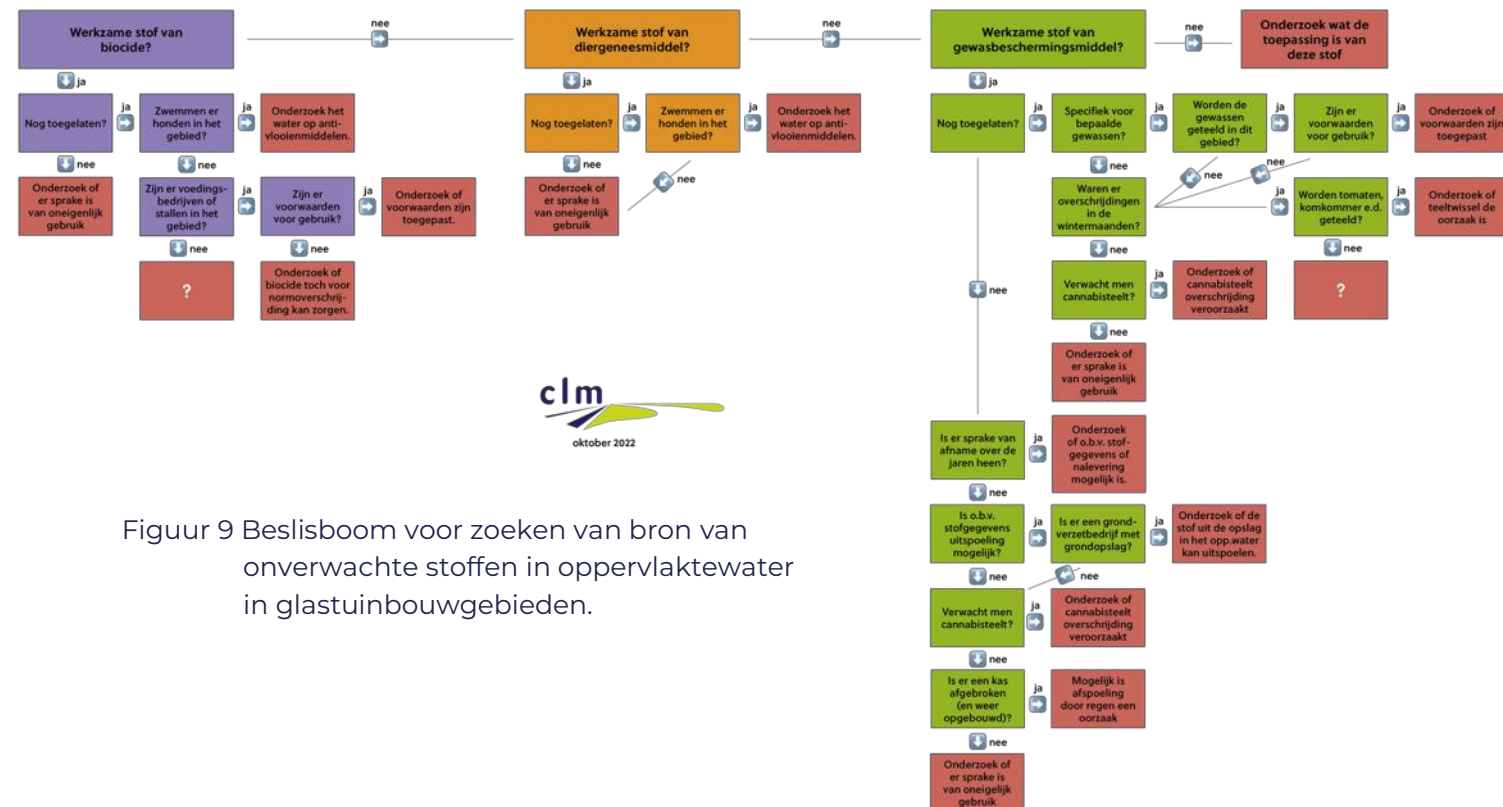 Werkzame stof van
biocide?
nee
Werkzame stof van
diergeneesmiddel?
nee
Werkzame stof van
gewasbeschermingsmiddel?
nee
Onderzoek wat de
toepassing is van
deze stof
ja
ja
ja
Nog toegelaten?
ja
Zwemmen er
honden in het
gebied?
ja
Onderzoek het
water op anti-
vlooienmiddelen.
nee
nee
Onderzoek of
er sprake is
van oneigenlijk
gebruik
Zijn er voedings-
bedrijven of
stallen in het
gebied?
ja
Zijn er
voorwaarden
voor gebruik?
ja
Onderzoek of
voorwaarden zijn
toegepast.
nee
nee
?
Onderzoek of
biocide toch voor
normoverschrij-
ding kan zorgen.
Nog toegelaten?
ja
Zwemmen er
honden in het
gebied?
ja
Onderzoek het
water op anti-
vlooienmiddelen.
nee
nee
Onderzoek of
er sprake is
van oneigenlijk
gebruik
Nog toegelaten?
ja
Specifiek voor
bepaalde
gewassen?
ja
Worden de
gewassen
geteeld in dit
gebied?
ja
Zijn er
voorwaarden
voor gebruik?
ja
Onderzoek of
voorwaarden zijn
toegepast
nee
nee
nee
Waren er
overschrijdingen
in de
wintermaanden?
ja
Worden tomaten,
komkommer e.d.
geteeld?
ja
Onderzoek of
teeltwissel de
oorzaak is
nee
nee
Verwacht men
cannabisteelt?
ja
Onderzoek of
cannabisteelt
overschrijding
veroorzaakt
?
nee
nee
Onderzoek of
er sprake is
van oneigenlijk
gebruik
Is er sprake van
afname over de
jaren heen?
ja
Onderzoek
of o.b.v. stof-
gegevens of
nalevering
mogelijk is.
nee
Is o.b.v.
stofgegevens
uitspoeling
mogelijk?
ja
Is er een grond-
verzetbedrijf met
grondopslag?
ja
Onderzoek of de
stof uit de opslag
in het opp.water
kan uitspoelen.
nee
nee
Verwacht men
cannabisteelt?
ja
Onderzoek of
cannabisteelt
overschrijding
veroorzaakt
nee
Is er een kas
afgebroken
(en weer
opgebouwd)?
ja
Mogelijk is
afspoeling
door regen een
oorzaak
nee
Onderzoek of
er sprake is
van oneigelijk
gebruik
clm
oktober 2022
Figuur 9 Beslisboom voor zoeken van bron van
onverwachte stoffen in oppervlaktewater
in glastuinbouwgebieden.